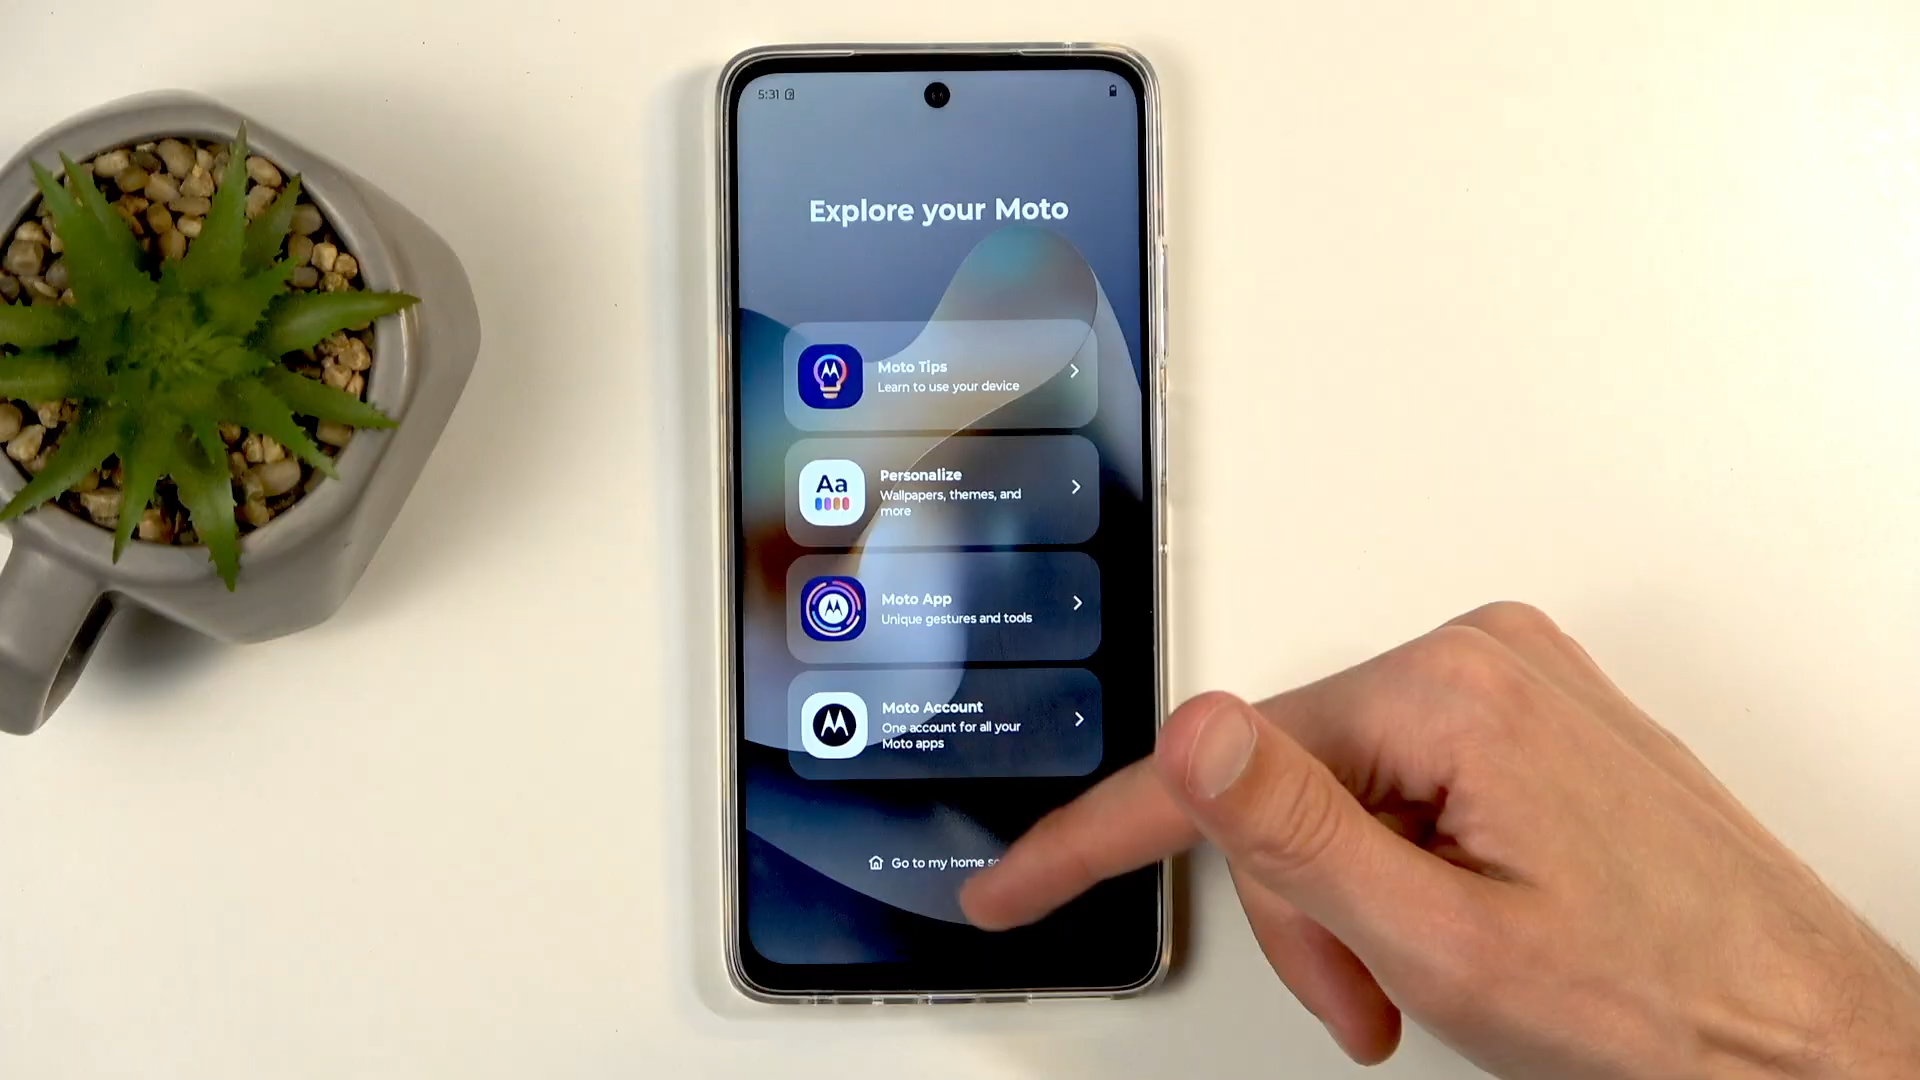 5:31
Explore your Moto
Moto Tips
Learn to use your device
Aa
Personalize
Wallpapers, themes, and
more
Moto App
Unique gestures and tools
Moto Account
One account for all your
Moto apps
Go to my home